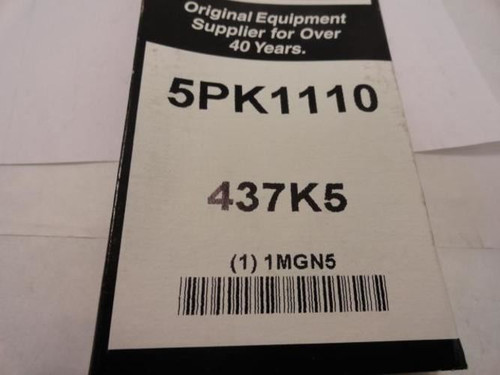 Original Equipment
Supplier for Over
40 Years.
5PK1110
437K5
(1) 1MGN5